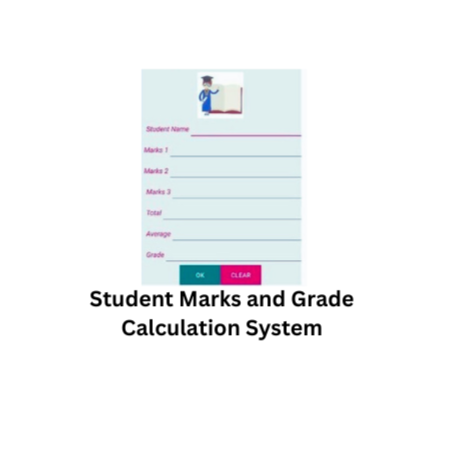 Student Name
Marks 1
Marks 2
Marks 3
Total
Average
Grade
OK CLEAR
Student Marks and Grade
Calculation System